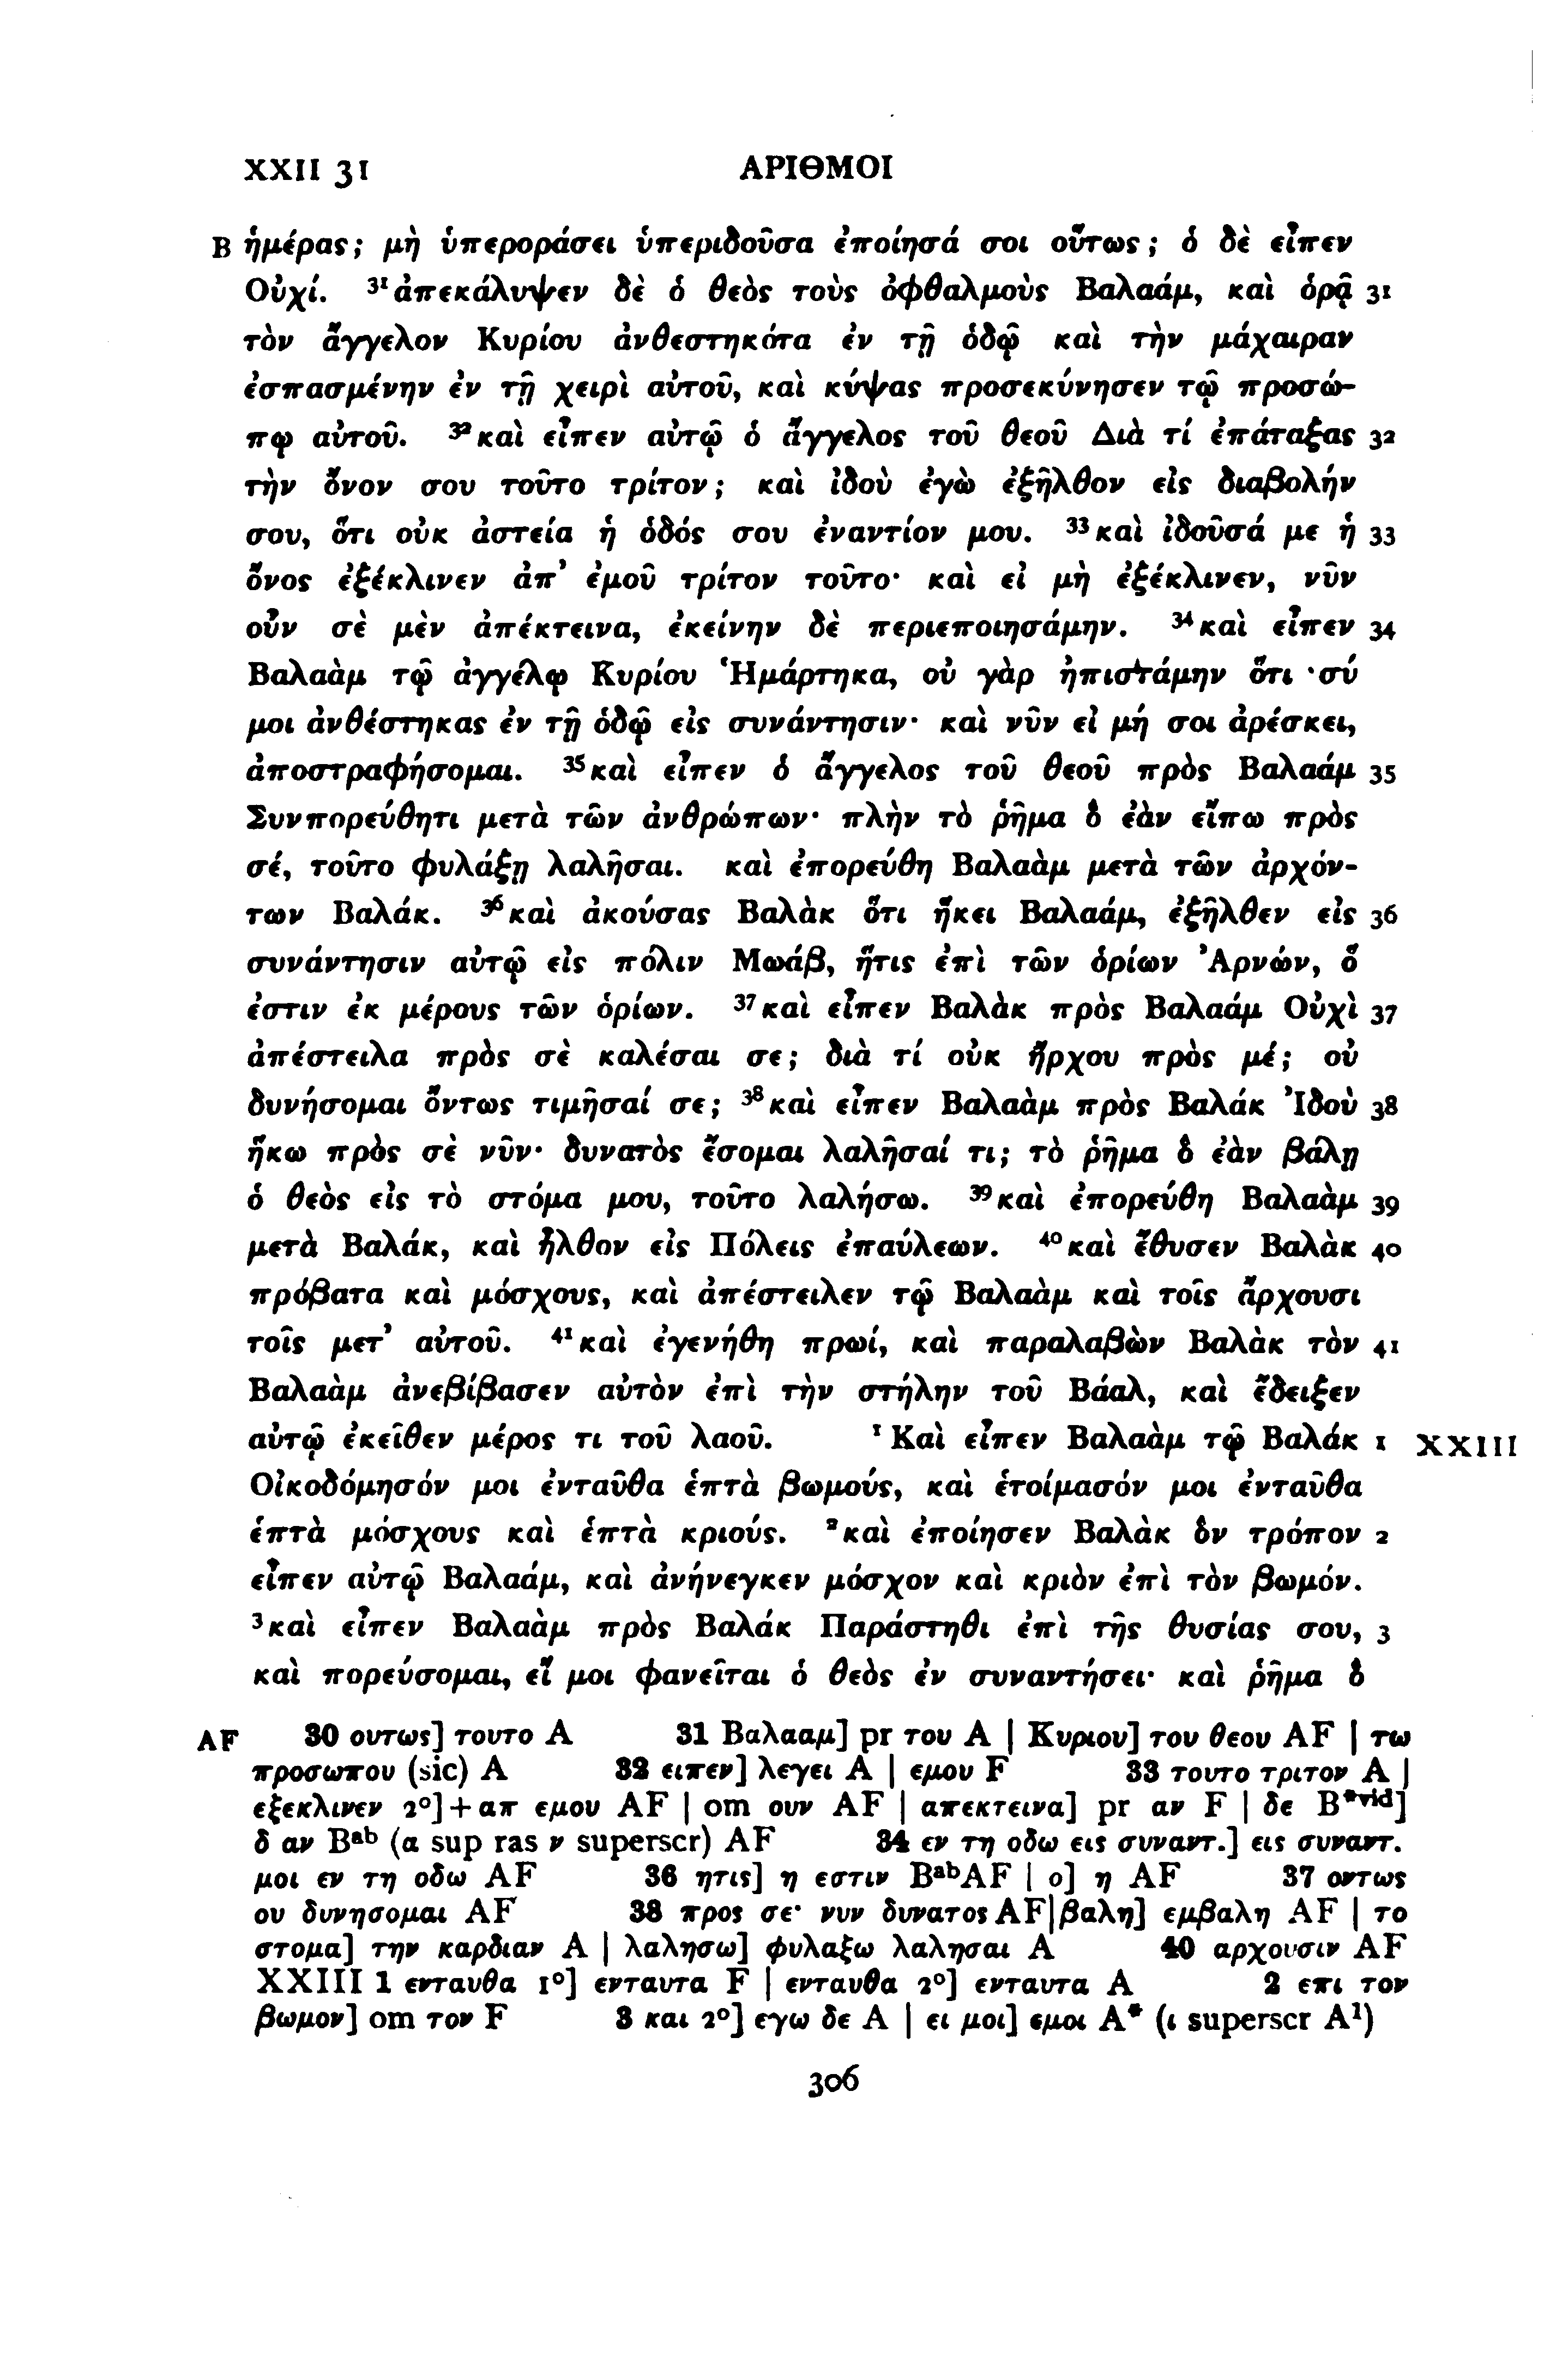 XXII 31 ΑΡΙΘΜΟΙ
B ἡμέρας; μὴ ὑπεροράσει ὑπεριδοῦσα ἐποίησά σοι οὕτως; ὁ δὲ εἶπεν
Οὐχί. ³¹ἀπεκάλυψεν δὲ ὁ θεὸς τοὺς ὀφθαλμοὺς Βαλαάμ, καὶ ὁρᾷ 31
τὸν ἄγγελον Κυρίου ἀνθεστηκότα ἐν τῇ ὁδῷ καὶ τὴν μάχαιραν
ἐσπασμένην ἐν τῇ χειρὶ αὐτοῦ, καὶ κύψας προσεκύνησεν τῷ προσώ-
πῳ αὐτοῦ. ³²καὶ εἶπεν αὐτῷ ὁ ἄγγελος τοῦ θεοῦ Διὰ τί ἐπάταξας 32
τὴν ὄνον σου τοῦτο τρίτον; καὶ ἰδοὺ ἐγὼ ἐξῆλθον εἰς διαβολήν
σου, ὅτι οὐκ ἀστεία ἡ ὁδός σου ἐναντίον μου. ³³καὶ ἰδοῦσά με ἡ 33
ὄνος ἐξέκλινεν ἀπ’ ἐμοῦ τρίτον τοῦτο· καὶ εἰ μὴ ἐξέκλινεν, νῦν
οὖν σὲ μὲν ἀπέκτεινα, ἐκείνην δὲ περιεποιησάμην. ³⁴καὶ εἶπεν 34
Βαλαὰμ τῷ ἀγγέλῳ Κυρίου Ἡμάρτηκα, οὐ γὰρ ἠπιστάμην ὅτι σύ
μοι ἀνθέστηκας ἐν τῇ ὁδῷ εἰς συνάντησιν· καὶ νῦν εἰ μή σοι ἀρέσκει,
ἀποστραφήσομαι. ³⁵καὶ εἶπεν ὁ ἄγγελος τοῦ θεοῦ πρὸς Βαλαάμ 35
Συνπορεύθητι μετὰ τῶν ἀνθρώπων· πλὴν τὸ ῥῆμα ὃ ἐὰν εἴπω πρὸς
σέ, τοῦτο φυλάξῃ λαλῆσαι. καὶ ἐπορεύθη Βαλαὰμ μετὰ τῶν ἀρχόν-
των Βαλάκ. ³⁶καὶ ἀκούσας Βαλὰκ ὅτι ἥκει Βαλαάμ, ἐξῆλθεν εἰς 36
συνάντησιν αὐτῷ εἰς πόλιν Μωάβ, ἥτις ἐπὶ τῶν ὁρίων Ἀρνών, ὅ
ἐστιν ἐκ μέρους τῶν ὁρίων. ³⁷καὶ εἶπεν Βαλὰκ πρὸς Βαλαάμ Οὐχὶ 37
ἀπέστειλα πρὸς σὲ καλέσαι σε; διὰ τί οὐκ ἤρχου πρὸς μέ; οὐ
δυνήσομαι ὄντως τιμῆσαί σε; ³⁸καὶ εἶπεν Βαλαὰμ πρὸς Βαλάκ Ἰδοὺ 38
ἥκω πρὸς σὲ νῦν· δυνατὸς ἔσομαι λαλῆσαί τι; τὸ ῥῆμα ὃ ἐὰν βάλῃ
ὁ θεὸς εἰς τὸ στόμα μου, τοῦτο λαλήσω. ³⁹καὶ ἐπορεύθη Βαλαὰμ 39
μετὰ Βαλάκ, καὶ ἦλθον εἰς Πόλεις ἐπαύλεων. ⁴⁰καὶ ἔθυσεν Βαλὰκ 40
πρόβατα καὶ μόσχους, καὶ ἀπέστειλεν τῷ Βαλαὰμ καὶ τοῖς ἄρχουσι
τοῖς μετ’ αὐτοῦ. ⁴¹καὶ ἐγενήθη πρωί, καὶ παραλαβὼν Βαλὰκ τὸν 41
Βαλαὰμ ἀνεβίβασεν αὐτὸν ἐπὶ τὴν στήλην τοῦ Βάαλ, καὶ ἔδειξεν
αὐτῷ ἐκεῖθεν μέρος τι τοῦ λαοῦ. ¹Καὶ εἶπεν Βαλαὰμ τῷ Βαλάκ 1 XXIII
Οἰκοδόμησόν μοι ἐνταῦθα ἑπτὰ βωμούς, καὶ ἑτοίμασόν μοι ἐνταῦθα
ἑπτὰ μόσχους καὶ ἑπτὰ κριούς. ²καὶ ἐποίησεν Βαλὰκ ὃν τρόπον 2
εἶπεν αὐτῷ Βαλαάμ, καὶ ἀνήνεγκεν μόσχον καὶ κριὸν ἐπὶ τὸν βωμόν.
³καὶ εἶπεν Βαλαὰμ πρὸς Βαλάκ Παράστηθι ἐπὶ τῆς θυσίας σου, 3
καὶ πορεύσομαι, εἴ μοι φανεῖται ὁ θεὸς ἐν συναντήσει· καὶ ῥῆμα ὃ
AF 30 ουτως] τουτο A 31 Βαλααμ] pr του A | Κυριου] του θεου AF | τω
προσωπου (sic) A 32 ειπεν] λεγει A | εμου F 33 τουτο τριτον A |
εξεκλινεν 2°] + απ εμου AF | om ουν AF | απεκτεινα] pr αν F | δε B*ᵛⁱᵈ]
δ αν Bᵃᵇ (α sup ras ν superscr) AF 34 εν τη οδω εις συναντ.] εις συναντ.
μοι εν τη οδω AF 36 ητις] η εστιν BᵃᵇAF | ο] η AF 37 οντως
ου δυνησομαι AF 38 προς σε· νυν δυνατος AF | βαλη] εμβαλη AF | το
στομα] την καρδιαν A | λαλησω] φυλαξω λαλησαι A 40 αρχουσιν AF
XXIII 1 ενταυθα 1°] ενταυτα F | ενταυθα 2°] ενταυτα A 2 επι τον
βωμον] om τον F 3 και 2°] εγω δε A | ει μοι] εμοι A* (ι superscr A¹)
306